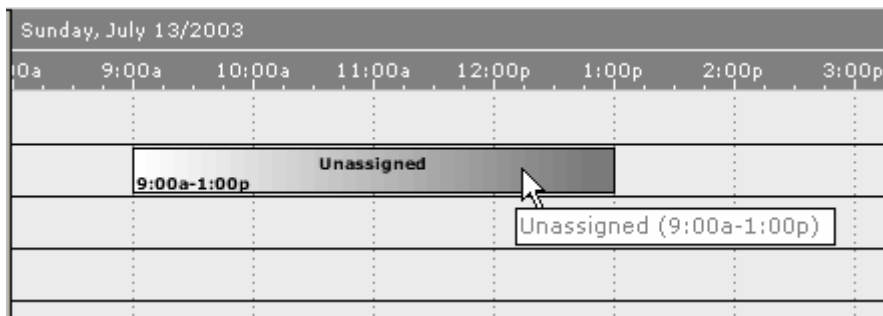 Sunday, July 13/2003
0a 9:00a 10:00a 11:00a 12:00p 1:00p 2:00p 3:00p
Unassigned
9:00a-1:00p
Unassigned (9:00a-1:00p)